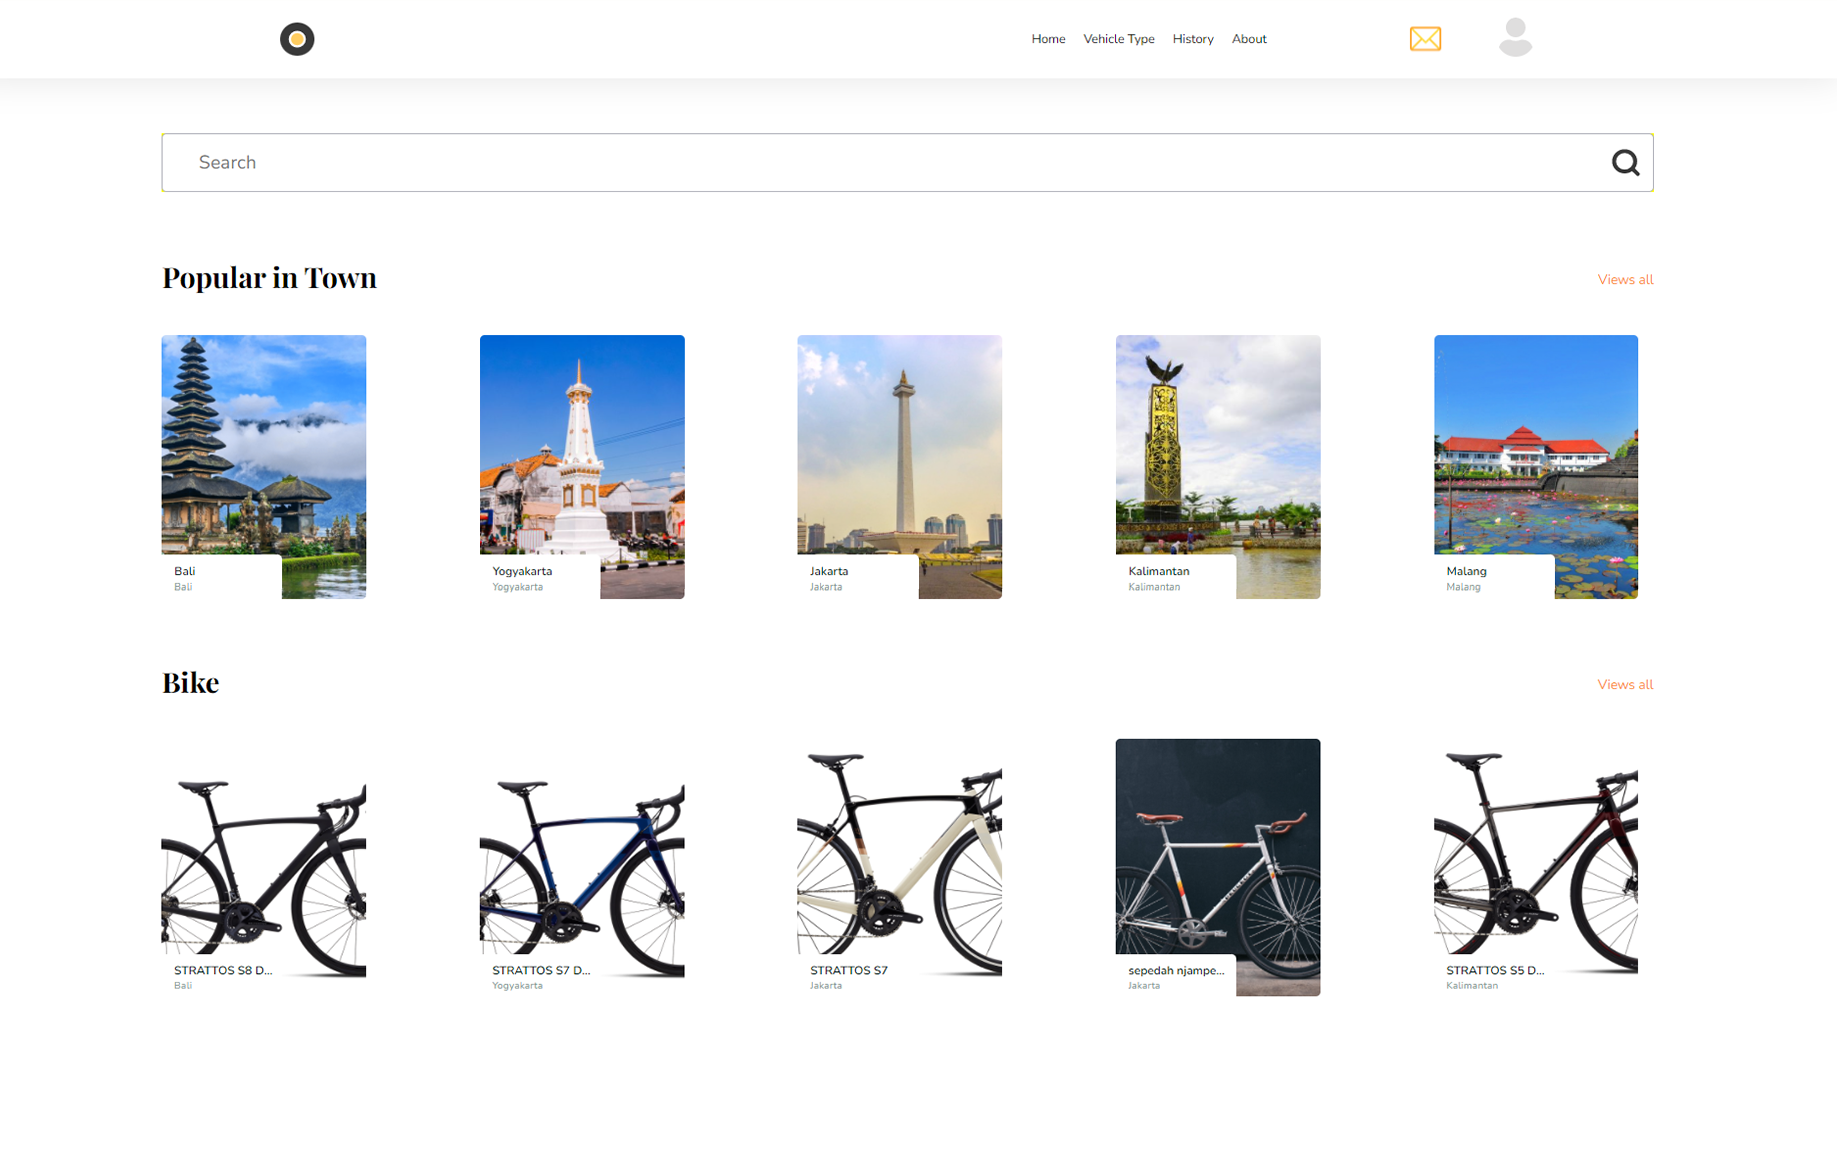 Home Vehicle Type History About
Search
Popular in Town
Views all
Bali
Bali
Yogyakarta
Yogyakarta
Jakarta
Jakarta
Kalimantan
Kalimantan
Malang
Malang
Bike
Views all
STRATTOS S8 D...
Bali
STRATTOS S7 D...
Yogyakarta
STRATTOS S7
Jakarta
sepedah njampe...
Jakarta
STRATTOS S5 D...
Kalimantan